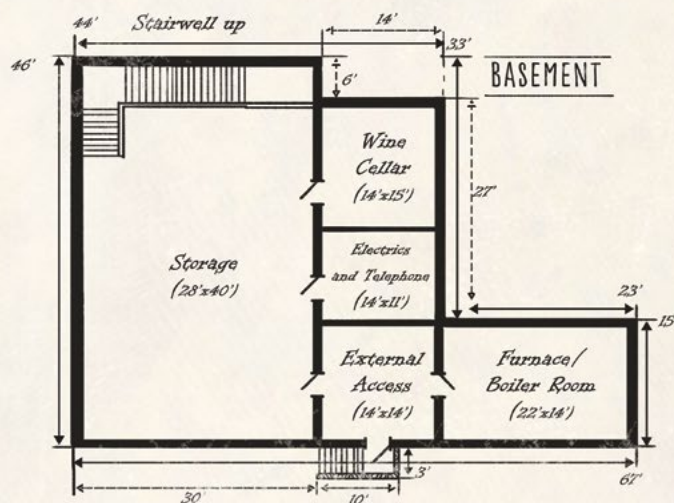 44'
Stairwell up
14'
33'
46'
6'
BASEMENT
Wine
Cellar
(14'x15')
27'
Electrics
and Telephone
(14'x11')
Storage
(28'x40')
23'
15'
External
Access
(14'x14')
Furnace/
Boiler Room
(22'x14')
3'
67'
30'
10'